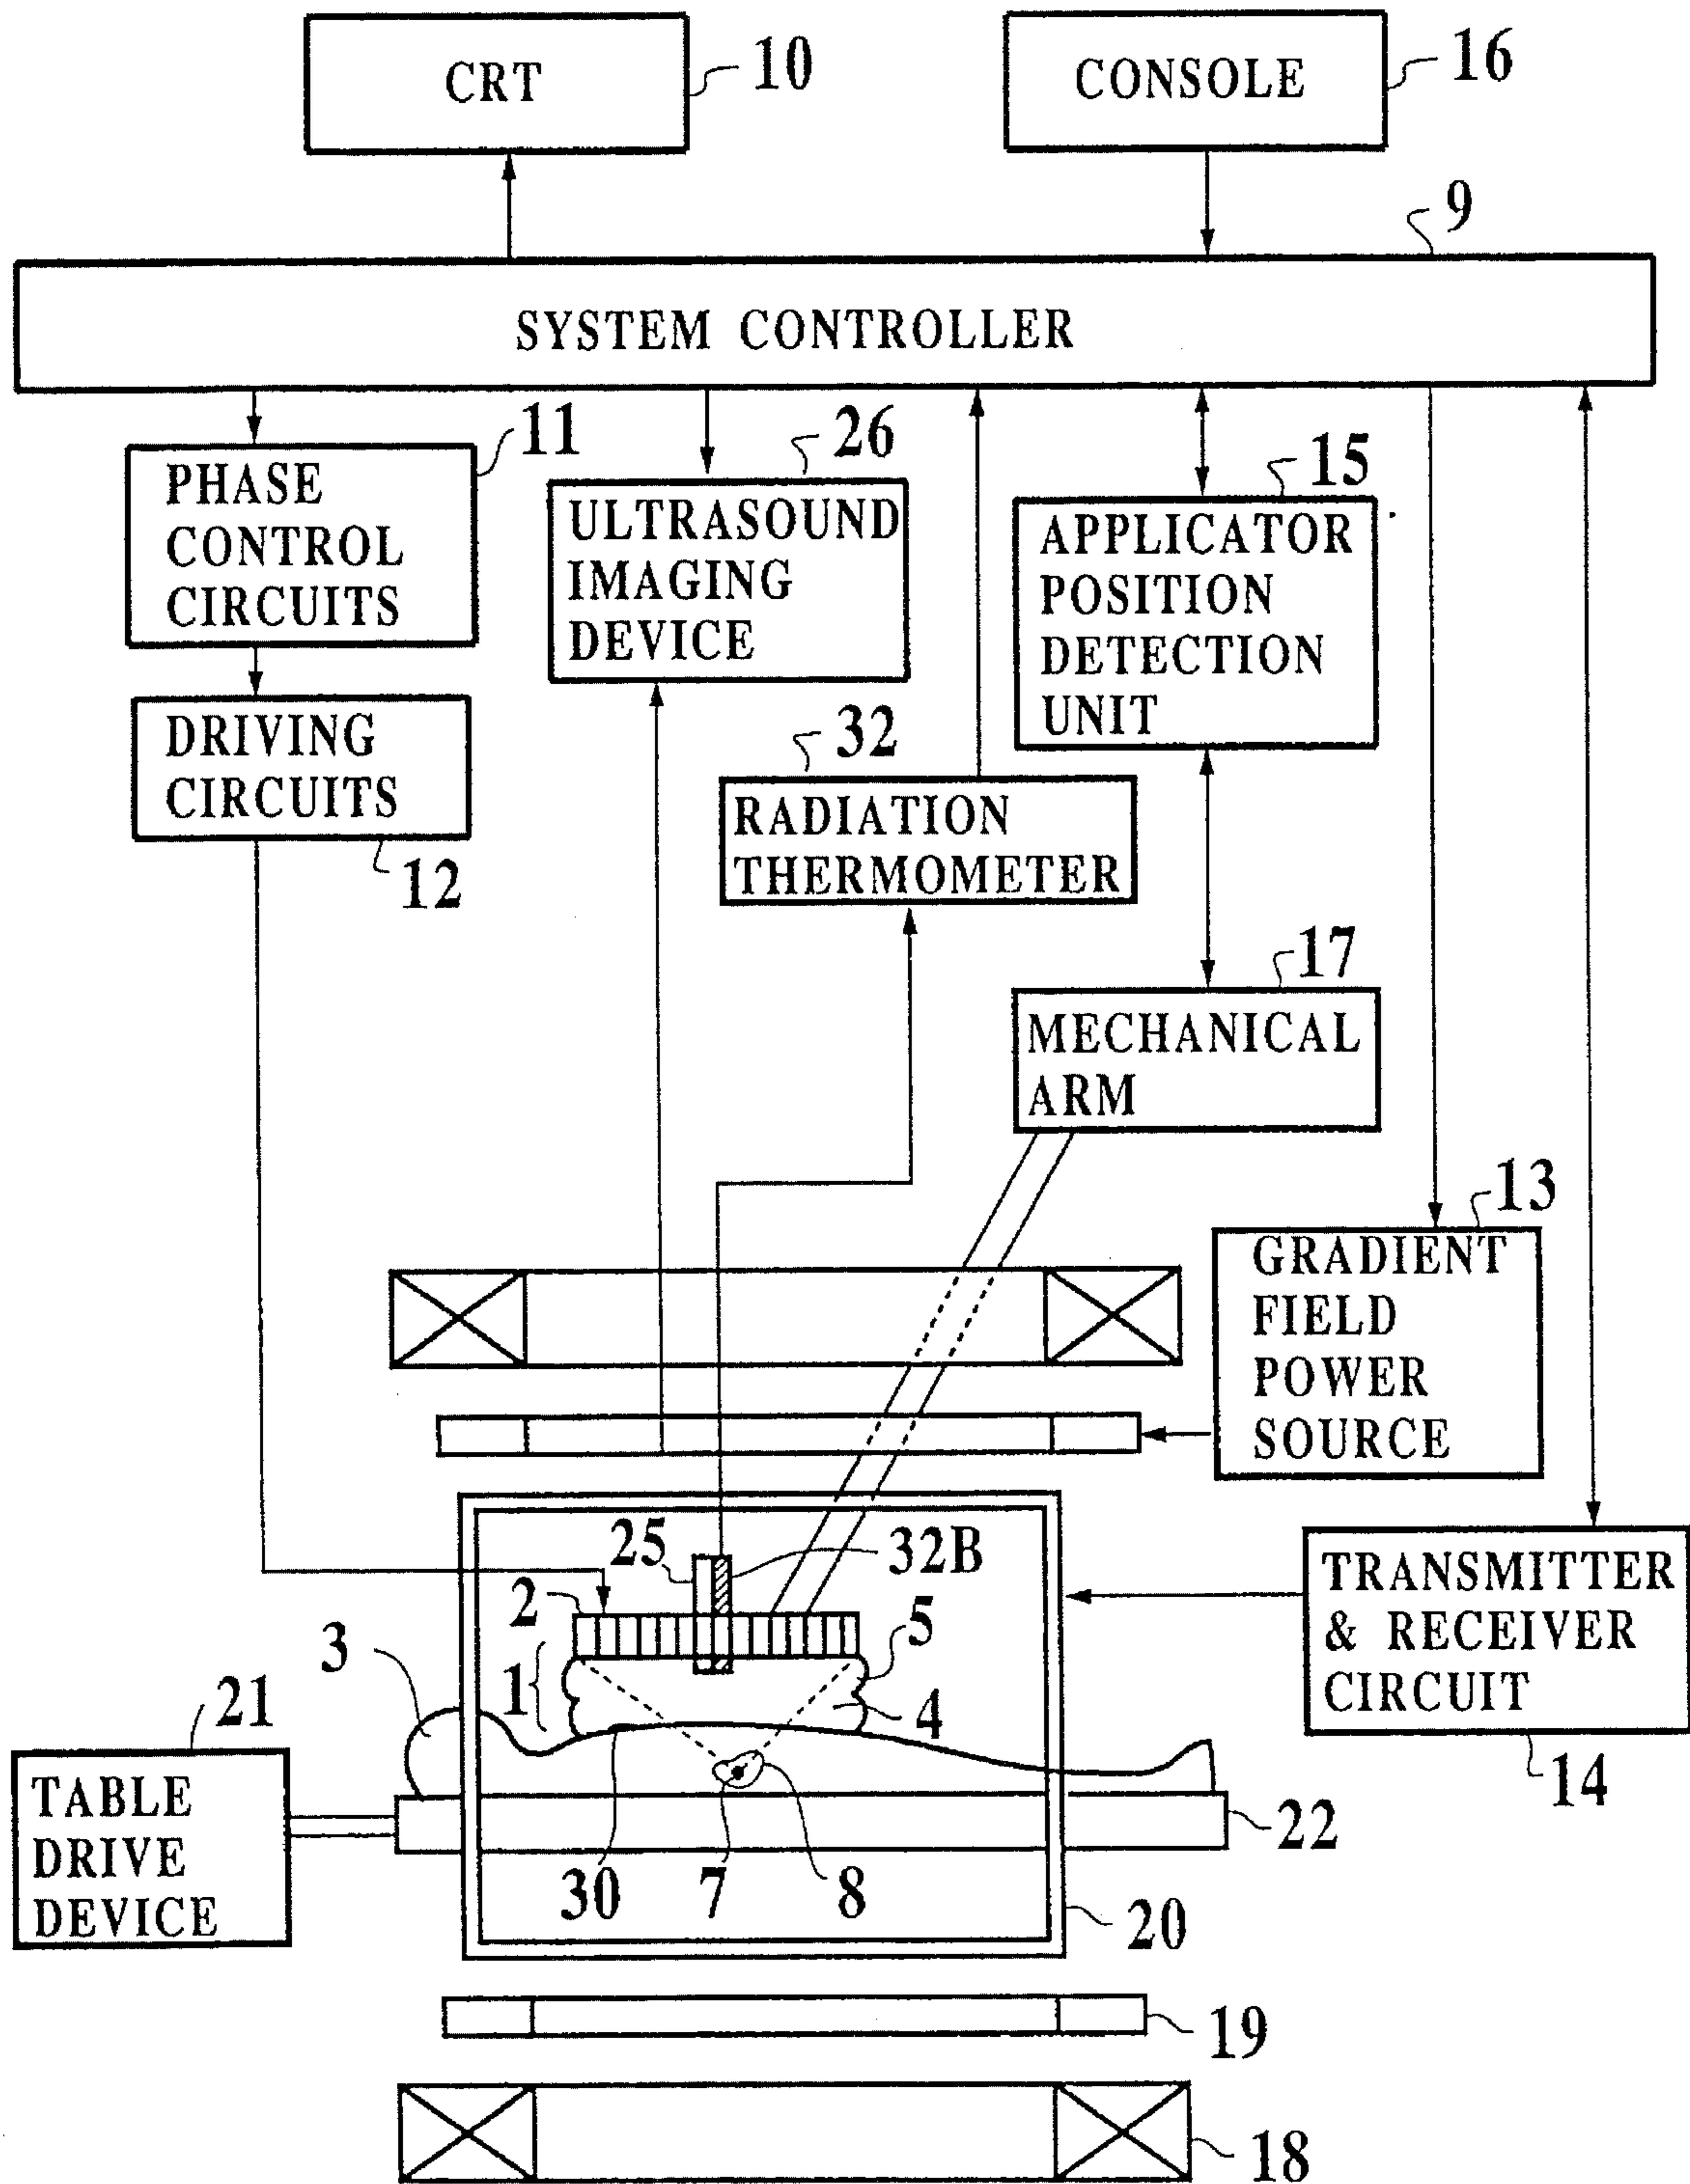 CRT
10
CONSOLE
16
9
SYSTEM CONTROLLER
11
PHASE
CONTROL
CIRCUITS
26
ULTRASOUND
IMAGING
DEVICE
15
APPLICATOR
POSITION
DETECTION
UNIT
DRIVING
CIRCUITS
12
32
RADIATION
THERMOMETER
17
MECHANICAL
ARM
13
GRADIENT
FIELD
POWER
SOURCE
25
32B
2
5
3
1
4
TRANSMITTER
& RECEIVER
CIRCUIT
14
21
TABLE
DRIVE
DEVICE
22
30
7
8
20
19
18